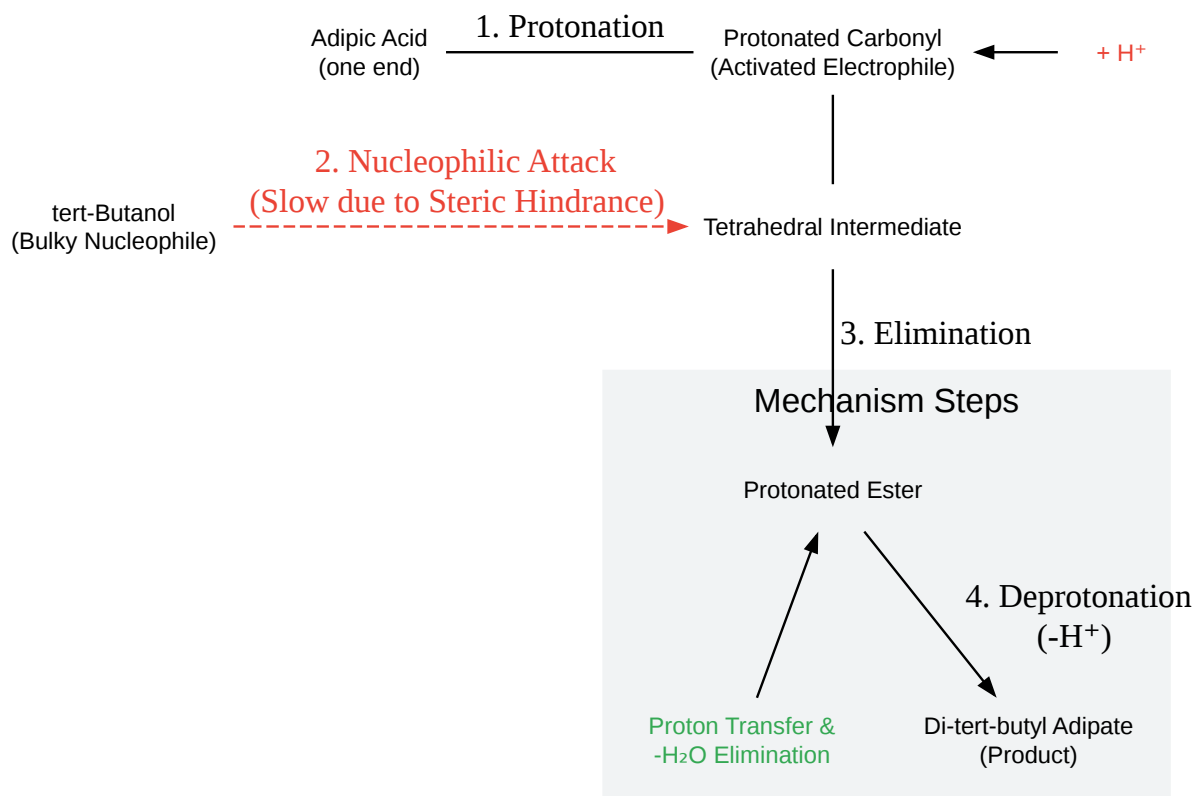 Adipic Acid
(one end)
1. Protonation
Protonated Carbonyl
(Activated Electrophile)
+ H⁺
2. Nucleophilic Attack
(Slow due to Steric Hindrance)
tert-Butanol
(Bulky Nucleophile)
Tetrahedral Intermediate
3. Elimination
Mechanism Steps
Protonated Ester
4. Deprotonation
(-H⁺)
Proton Transfer &
-H₂O Elimination
Di-tert-butyl Adipate
(Product)